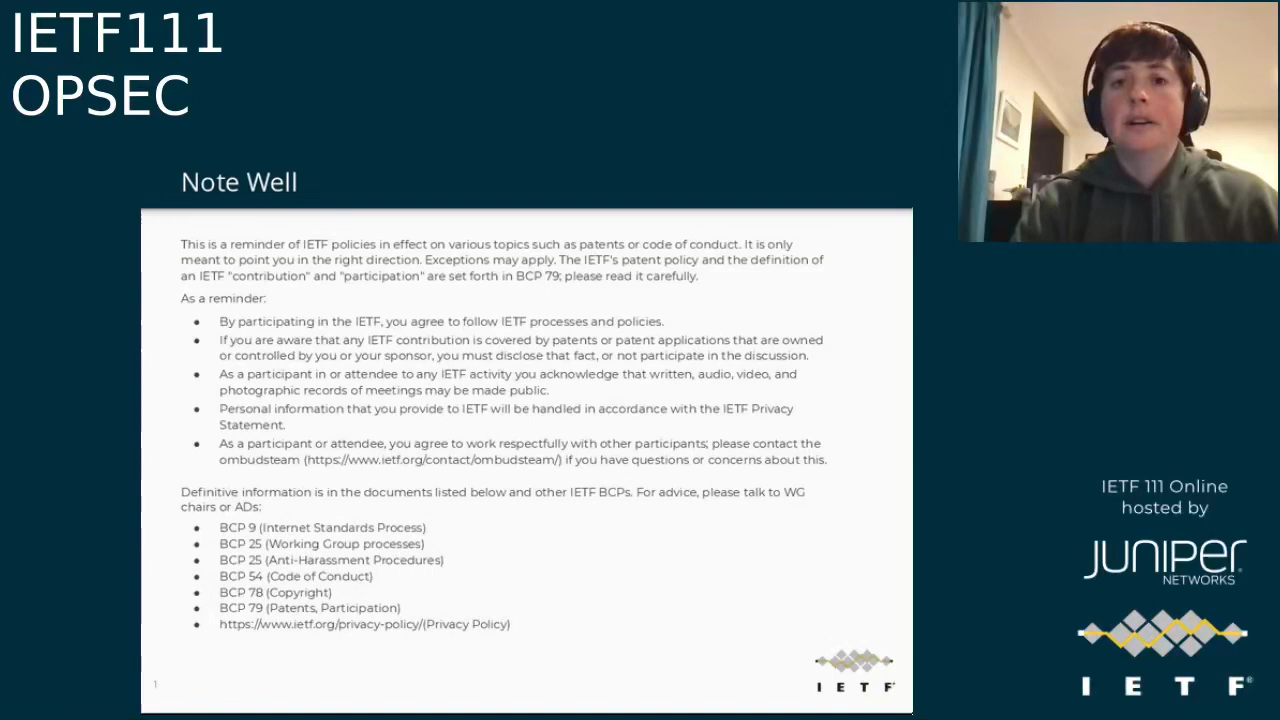 IETF111
OPSEC
Note Well
This is a reminder of IETF policies in effect on various topics such as patents or code of conduct. It is only
meant to point you in the right direction. Exceptions may apply. The IETF's patent policy and the definition of
an IETF "contribution" and "participation" are set forth in BCP 79; please read it carefully.
As a reminder:
• By participating in the IETF, you agree to follow IETF processes and policies.
• If you are aware that any IETF contribution is covered by patents or patent applications that are owned
or controlled by you or your sponsor, you must disclose that fact, or not participate in the discussion.
• As a participant in or attendee to any IETF activity you acknowledge that written, audio, video, and
photographic records of meetings may be made public.
• Personal information that you provide to IETF will be handled in accordance with the IETF Privacy
Statement.
• As a participant or attendee, you agree to work respectfully with other participants; please contact the
ombudsteam (https://www.ietf.org/contact/ombudsteam/) if you have questions or concerns about this.
Definitive information is in the documents listed below and other IETF BCPs. For advice, please talk to WG
chairs or ADs:
• BCP 9 (Internet Standards Process)
• BCP 25 (Working Group processes)
• BCP 25 (Anti-Harassment Procedures)
• BCP 54 (Code of Conduct)
• BCP 78 (Copyright)
• BCP 79 (Patents, Participation)
• https://www.ietf.org/privacy-policy/(Privacy Policy)
1
I E T F
IETF 111 Online
hosted by
JUNIPER
NETWORKS
I E T F®